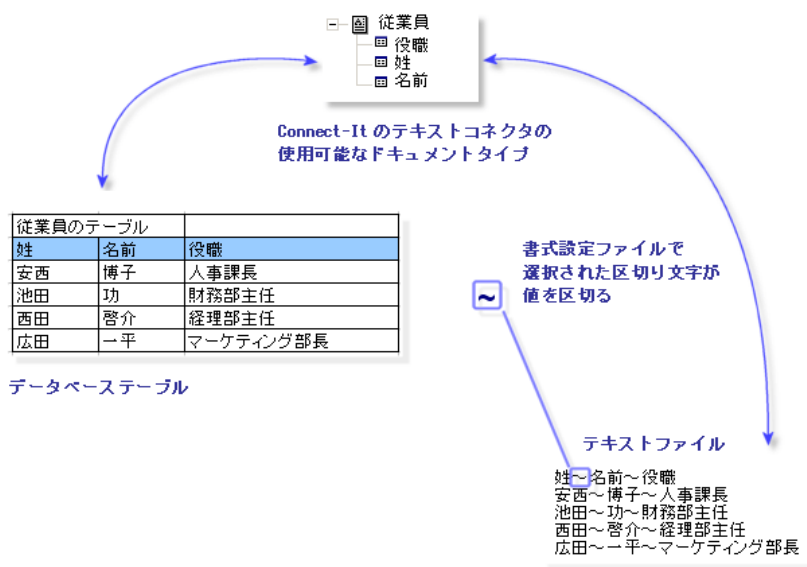 従業員
役職
姓
名前
Connect-It のテキストコネクタの
使用可能なドキュメントタイプ
従業員のテーブル
姓 名前 役職
安西 博子 人事課長
池田 功 財務部主任
西田 啓介 経理部主任
広田 一平 マーケティング部長
データベーステーブル
書式設定ファイルで
選択された区切り文字が
値を区切る
~
テキストファイル
姓～名前～役職
安西～博子～人事課長
池田～功～財務部主任
西田～啓介～経理部主任
広田～一平～マーケティング部長